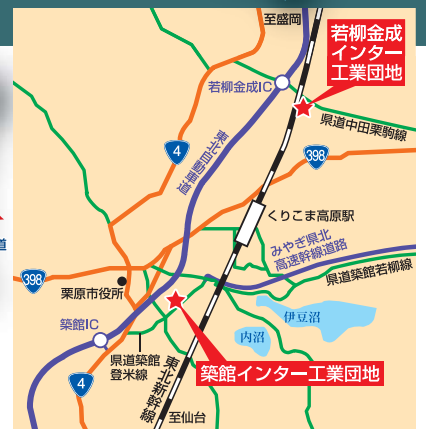 至盛岡
若柳金成
インター
工業団地
若柳金成IC
県道中田栗駒線
4
東北自動車道
398
くりこま高原駅
みやぎ県北
高速幹線道路
道
398
県道築館若柳線
栗原市役所
伊豆沼
築館IC
内沼
県道築館
登米線
築館インター工業団地
4
東北新幹線
至仙台